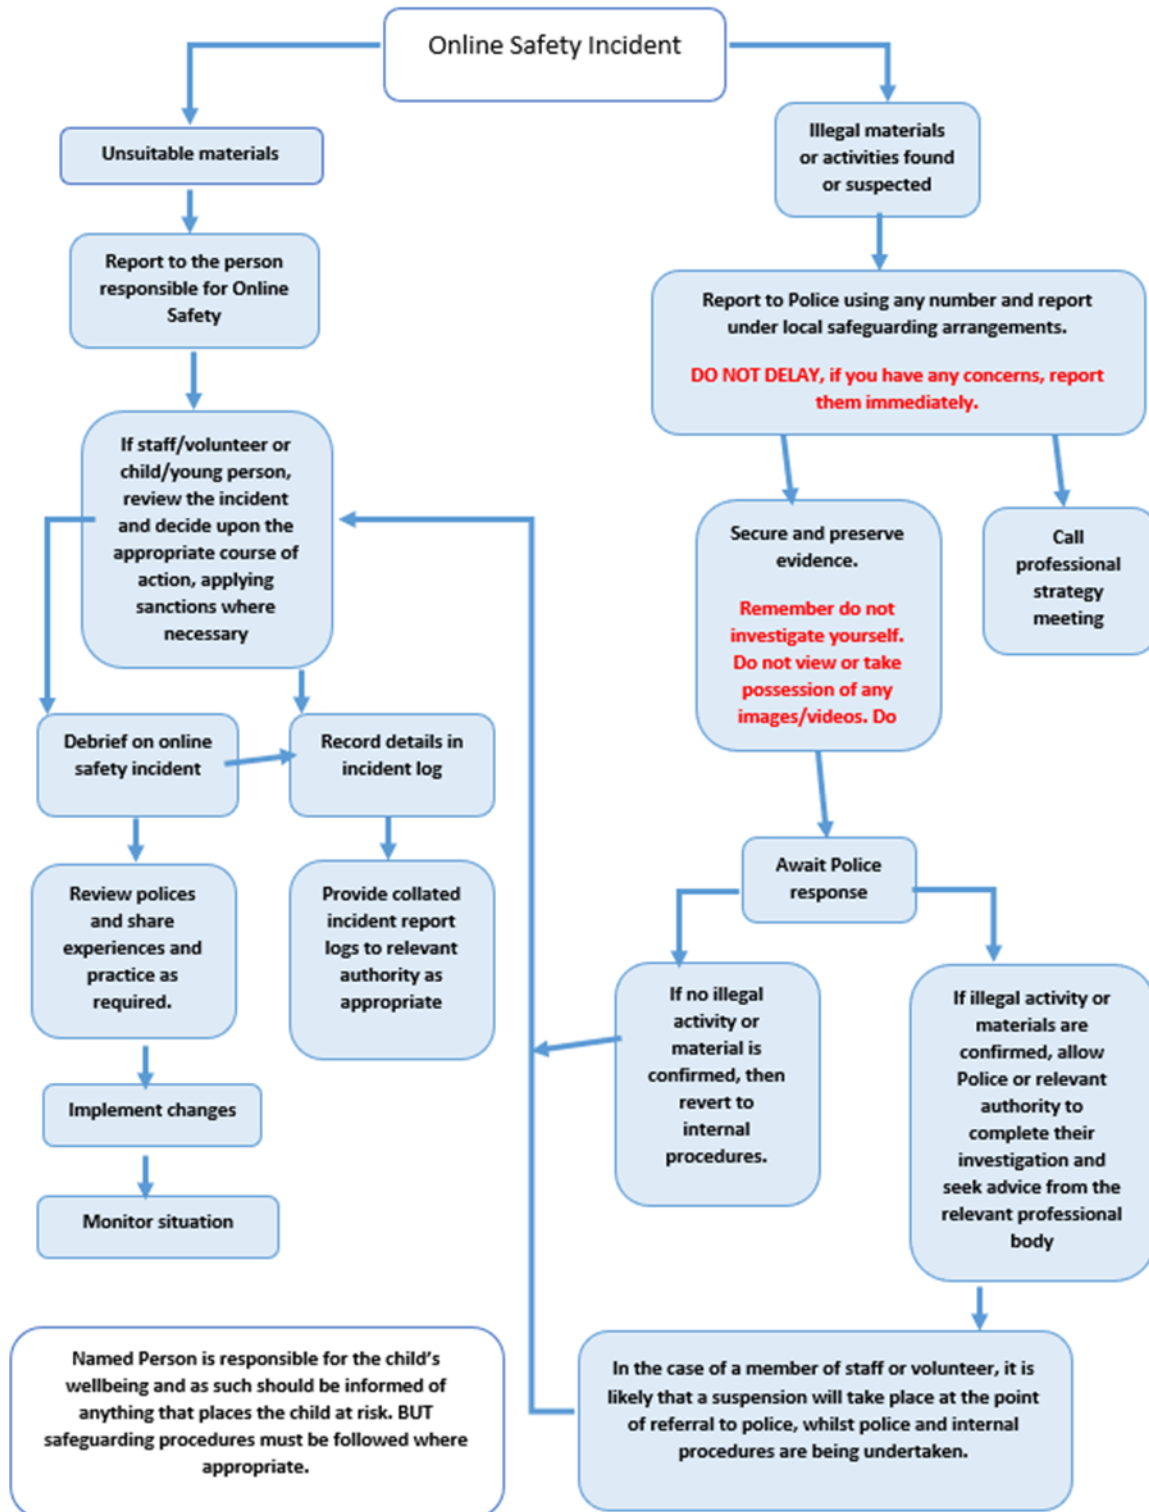 Online Safety Incident
Unsuitable materials
Report to the person
responsible for Online
Safety
If staff/volunteer or
child/young person,
review the incident
and decide upon the
appropriate course of
action, applying
sanctions where
necessary
Debrief on online
safety incident
Record details in
incident log
Review polices
and share
experiences and
practice as
required.
Provide collated
incident report
logs to relevant
authority as
appropriate
Implement changes
Monitor situation
Illegal materials
or activities found
or suspected
Report to Police using any number and report
under local safeguarding arrangements.
DO NOT DELAY, if you have any concerns, report
them immediately.
Secure and preserve
evidence.
Remember do not
investigate yourself.
Do not view or take
possession of any
images/videos. Do
Call
professional
strategy
meeting
Await Police
response
If no illegal
activity or
material is
confirmed, then
revert to
internal
procedures.
If illegal activity or
materials are
confirmed, allow
Police or relevant
authority to
complete their
investigation and
seek advice from the
relevant professional
body
In the case of a member of staff or volunteer, it is
likely that a suspension will take place at the point
of referral to police, whilst police and internal
procedures are being undertaken.
Named Person is responsible for the child's
wellbeing and as such should be informed of
anything that places the child at risk. BUT
safeguarding procedures must be followed where
appropriate.